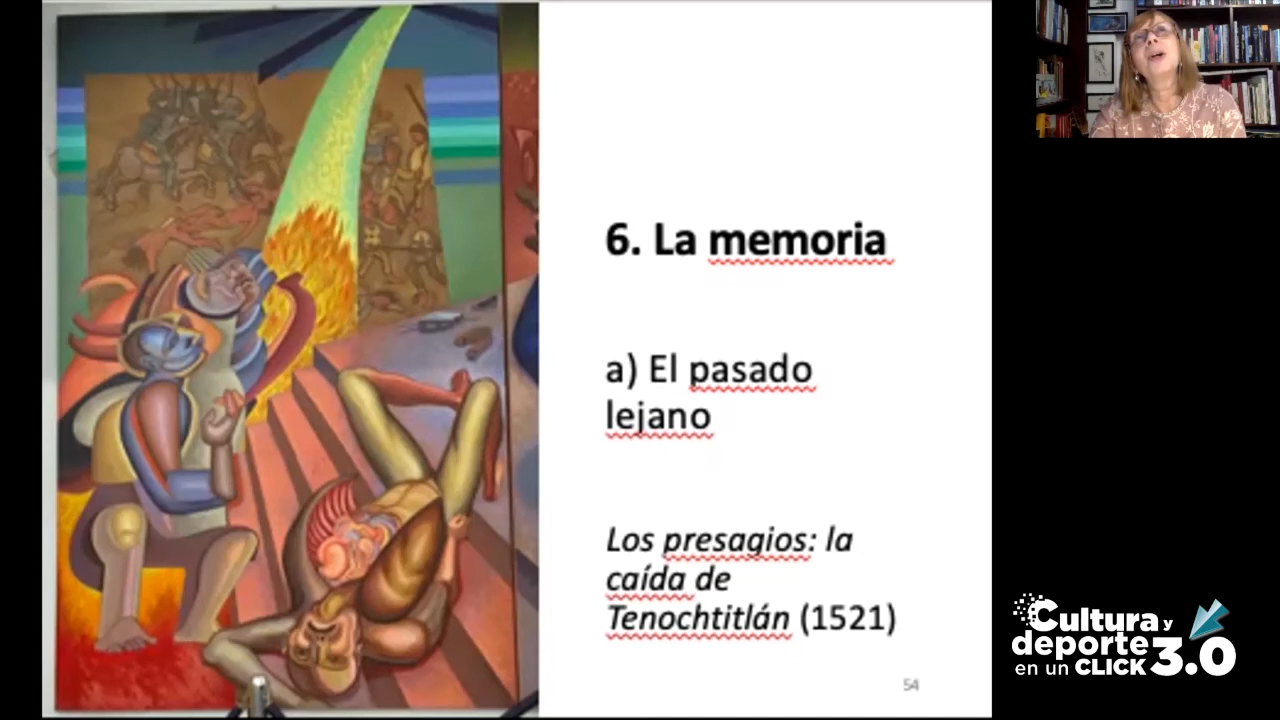 6. La memoria
a) El pasado
lejano
Los presagios: la
caída de
Tenochtitlán (1521)
54
Cultura y
deporte
en un CLICK 3.0